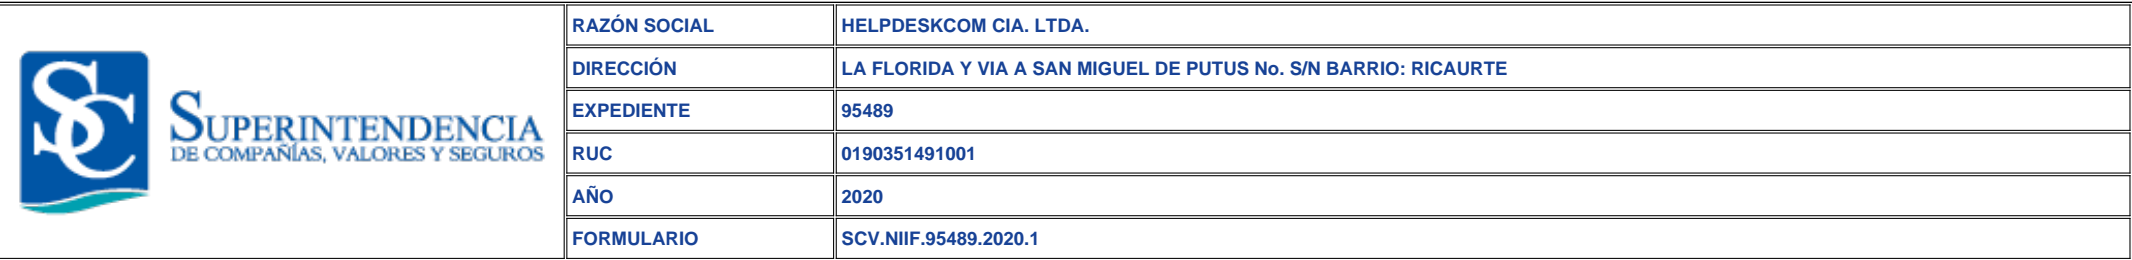 SC
SUPERINTENDENCIA
DE COMPAÑÍAS, VALORES Y SEGUROS
RAZÓN SOCIAL HELPDESKCOM CIA. LTDA.
DIRECCIÓN LA FLORIDA Y VIA A SAN MIGUEL DE PUTUS No. S/N BARRIO: RICAURTE
EXPEDIENTE 95489
RUC 0190351491001
AÑO 2020
FORMULARIO SCV.NIIF.95489.2020.1